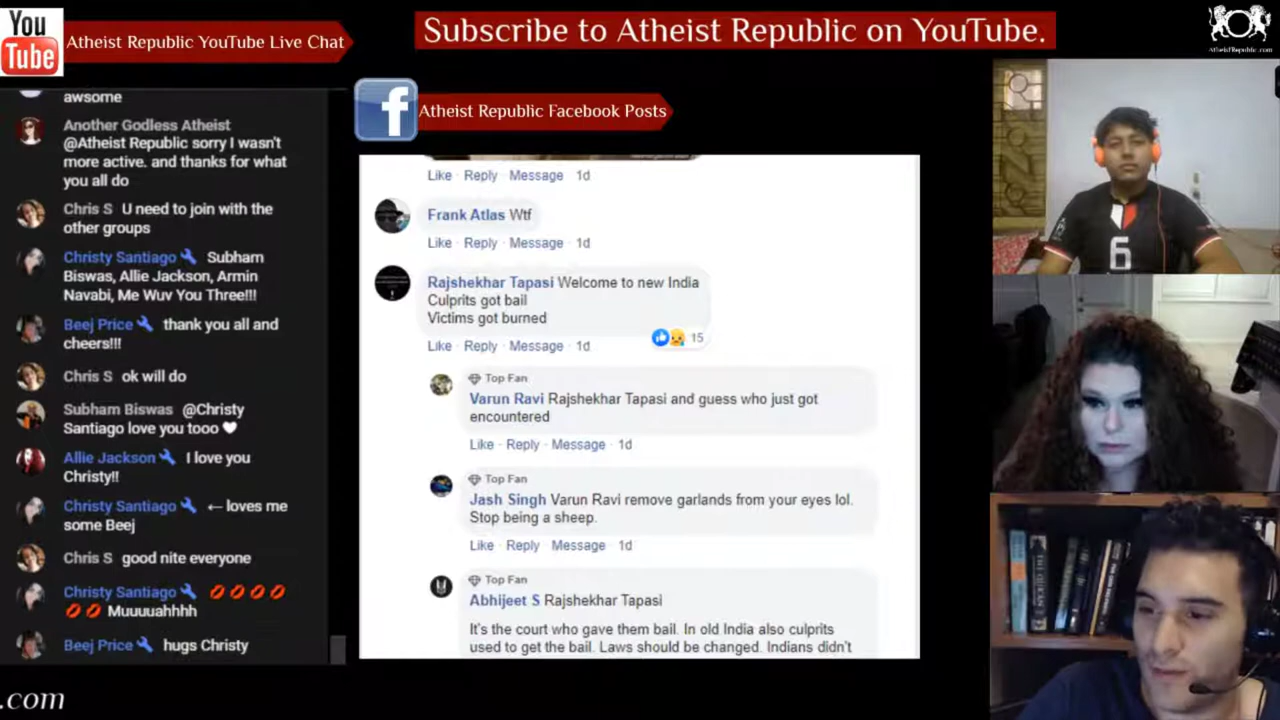 You
Tube
Atheist Republic YouTube Live Chat
Subscribe to Atheist Republic on YouTube.
AtheistRepublic.com
f
Atheist Republic Facebook Posts
awsome
Another Godless Atheist
@Atheist Republic sorry I wasn't
more active. and thanks for what
you all do
Chris S U need to join with the
other groups
Christy Santiago Subham
Biswas, Allie Jackson, Armin
Navabi, Me Wuv You Three!!!
Beej Price thank you all and
cheers!!!
Chris S ok will do
Subham Biswas @Christy
Santiago love you tooo
Allie Jackson I love you
Christy!!
Christy Santiago ←loves me
some Beej
Chris S good nite everyone
Christy Santiago
Muuuuahhhh
Beej Price hugs Christy
Like · Reply · Message · 1d
Frank Atlas Wtf
Like · Reply · Message · 1d
Rajshekhar Tapasi Welcome to new India
Culprits got bail
Victims got burned
15
Like · Reply · Message · 1d
Top Fan
Varun Ravi Rajshekhar Tapasi and guess who just got
encountered
Like · Reply · Message · 1d
Top Fan
Jash Singh Varun Ravi remove garlands from your eyes lol.
Stop being a sheep.
Like · Reply · Message · 1d
Top Fan
Abhijeet S Rajshekhar Tapasi
It's the court who gave them bail. In old India also culprits
used to get the bail. Laws should be changed. Indians didn't
6
THE QURAN
.com